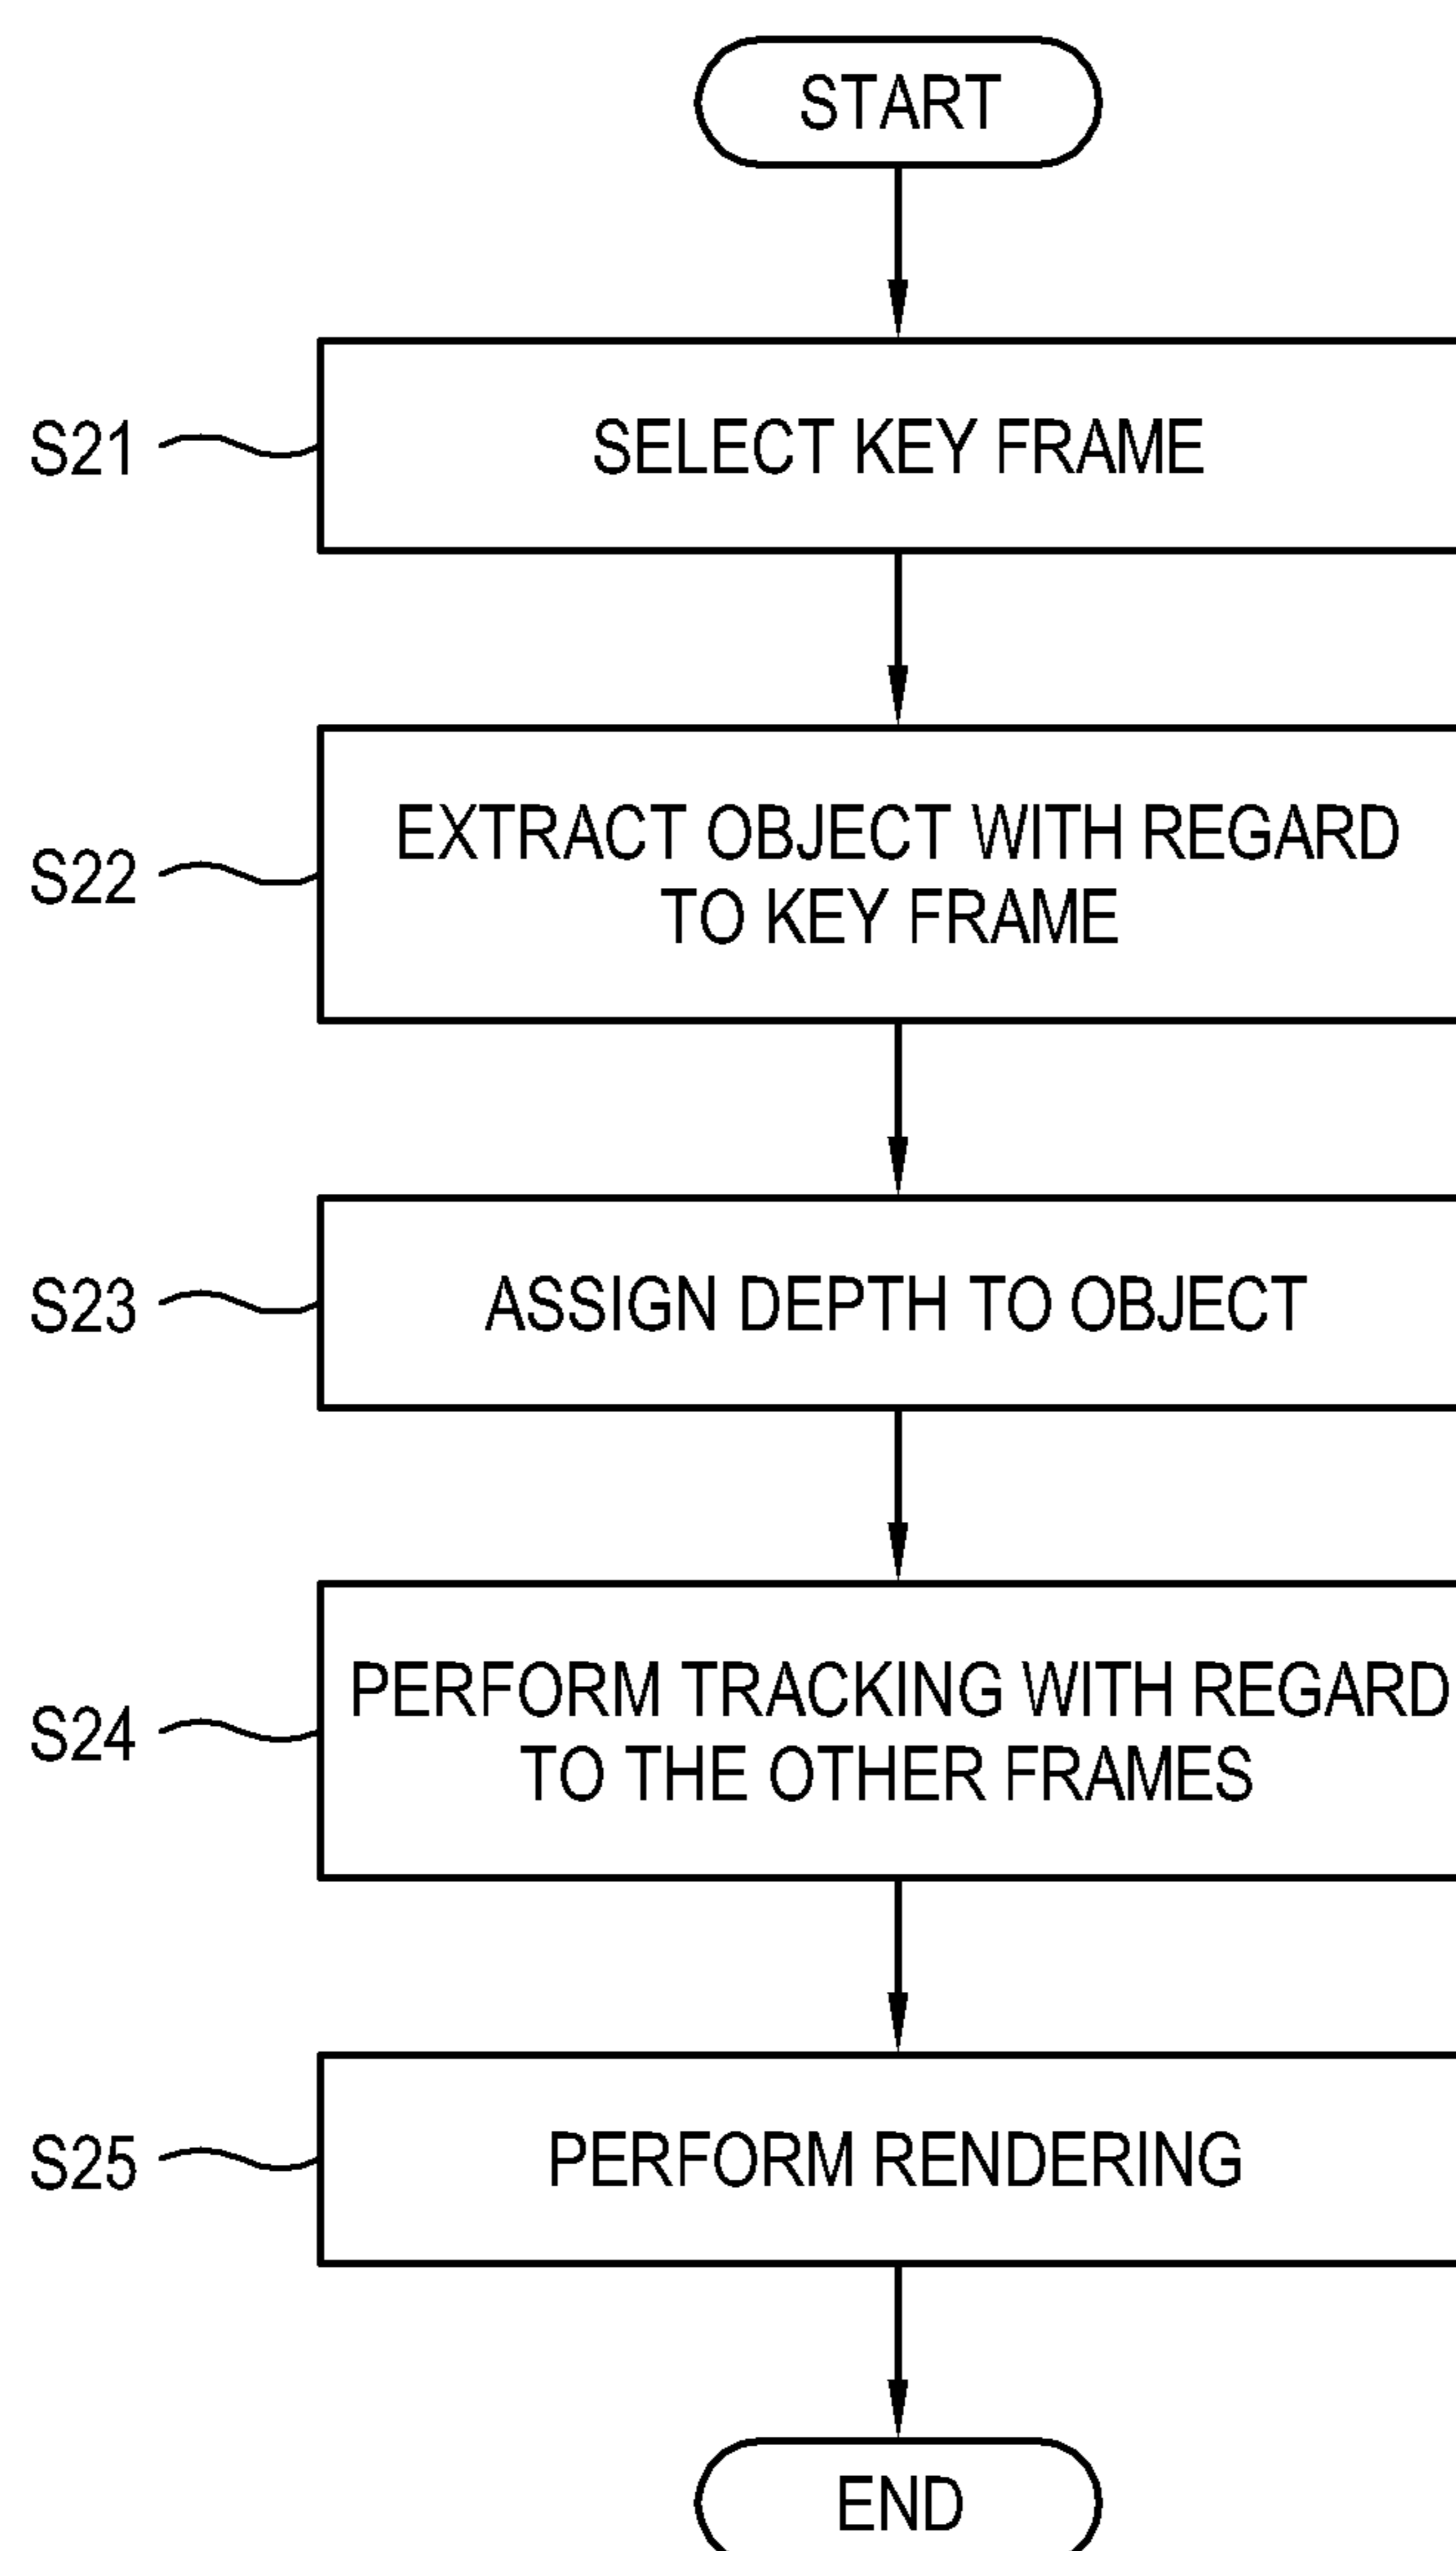 START
S21
SELECT KEY FRAME
S22
EXTRACT OBJECT WITH REGARD
TO KEY FRAME
S23
ASSIGN DEPTH TO OBJECT
S24
PERFORM TRACKING WITH REGARD
TO THE OTHER FRAMES
S25
PERFORM RENDERING
END